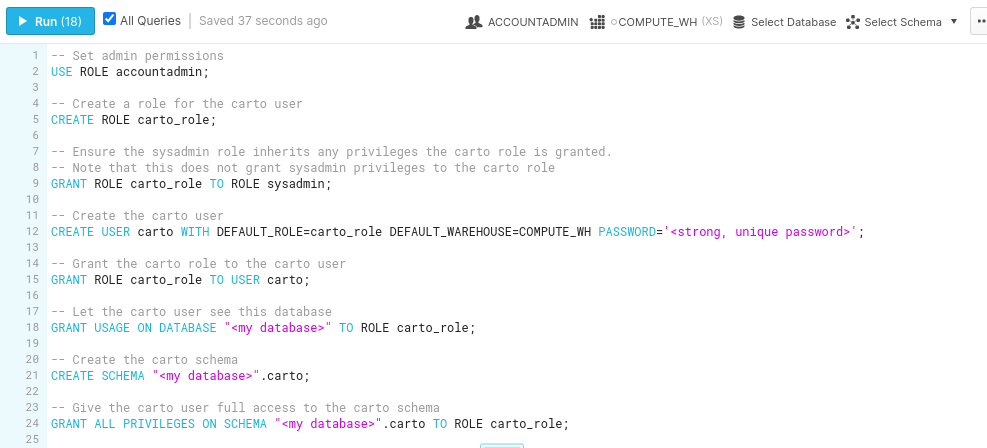 Run (18) All Queries Saved 37 seconds ago ACCOUNTADMIN COMPUTE_WH (XS) Select Database Select Schema
1 -- Set admin permissions
2 USE ROLE accountadmin;
3
4 -- Create a role for the carto user
5 CREATE ROLE carto_role;
6
7 -- Ensure the sysadmin role inherits any privileges the carto role is granted.
8 -- Note that this does not grant sysadmin privileges to the carto role
9 GRANT ROLE carto_role TO ROLE sysadmin;
10
11 -- Create the carto user
12 CREATE USER carto WITH DEFAULT_ROLE=carto_role DEFAULT_WAREHOUSE=COMPUTE_WH PASSWORD='<strong, unique password>';
13
14 -- Grant the carto role to the carto user
15 GRANT ROLE carto_role TO USER carto;
16
17 -- Let the carto user see this database
18 GRANT USAGE ON DATABASE "<my database>" TO ROLE carto_role;
19
20 -- Create the carto schema
21 CREATE SCHEMA "<my database>".carto;
22
23 -- Give the carto user full access to the carto schema
24 GRANT ALL PRIVILEGES ON SCHEMA "<my database>".carto TO ROLE carto_role;
25